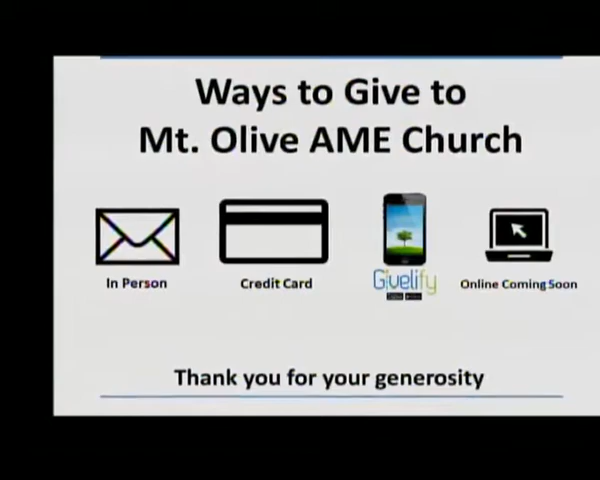 Ways to Give to
Mt. Olive AME Church
In Person
Credit Card
Givelify
Online Coming Soon
Thank you for your generosity